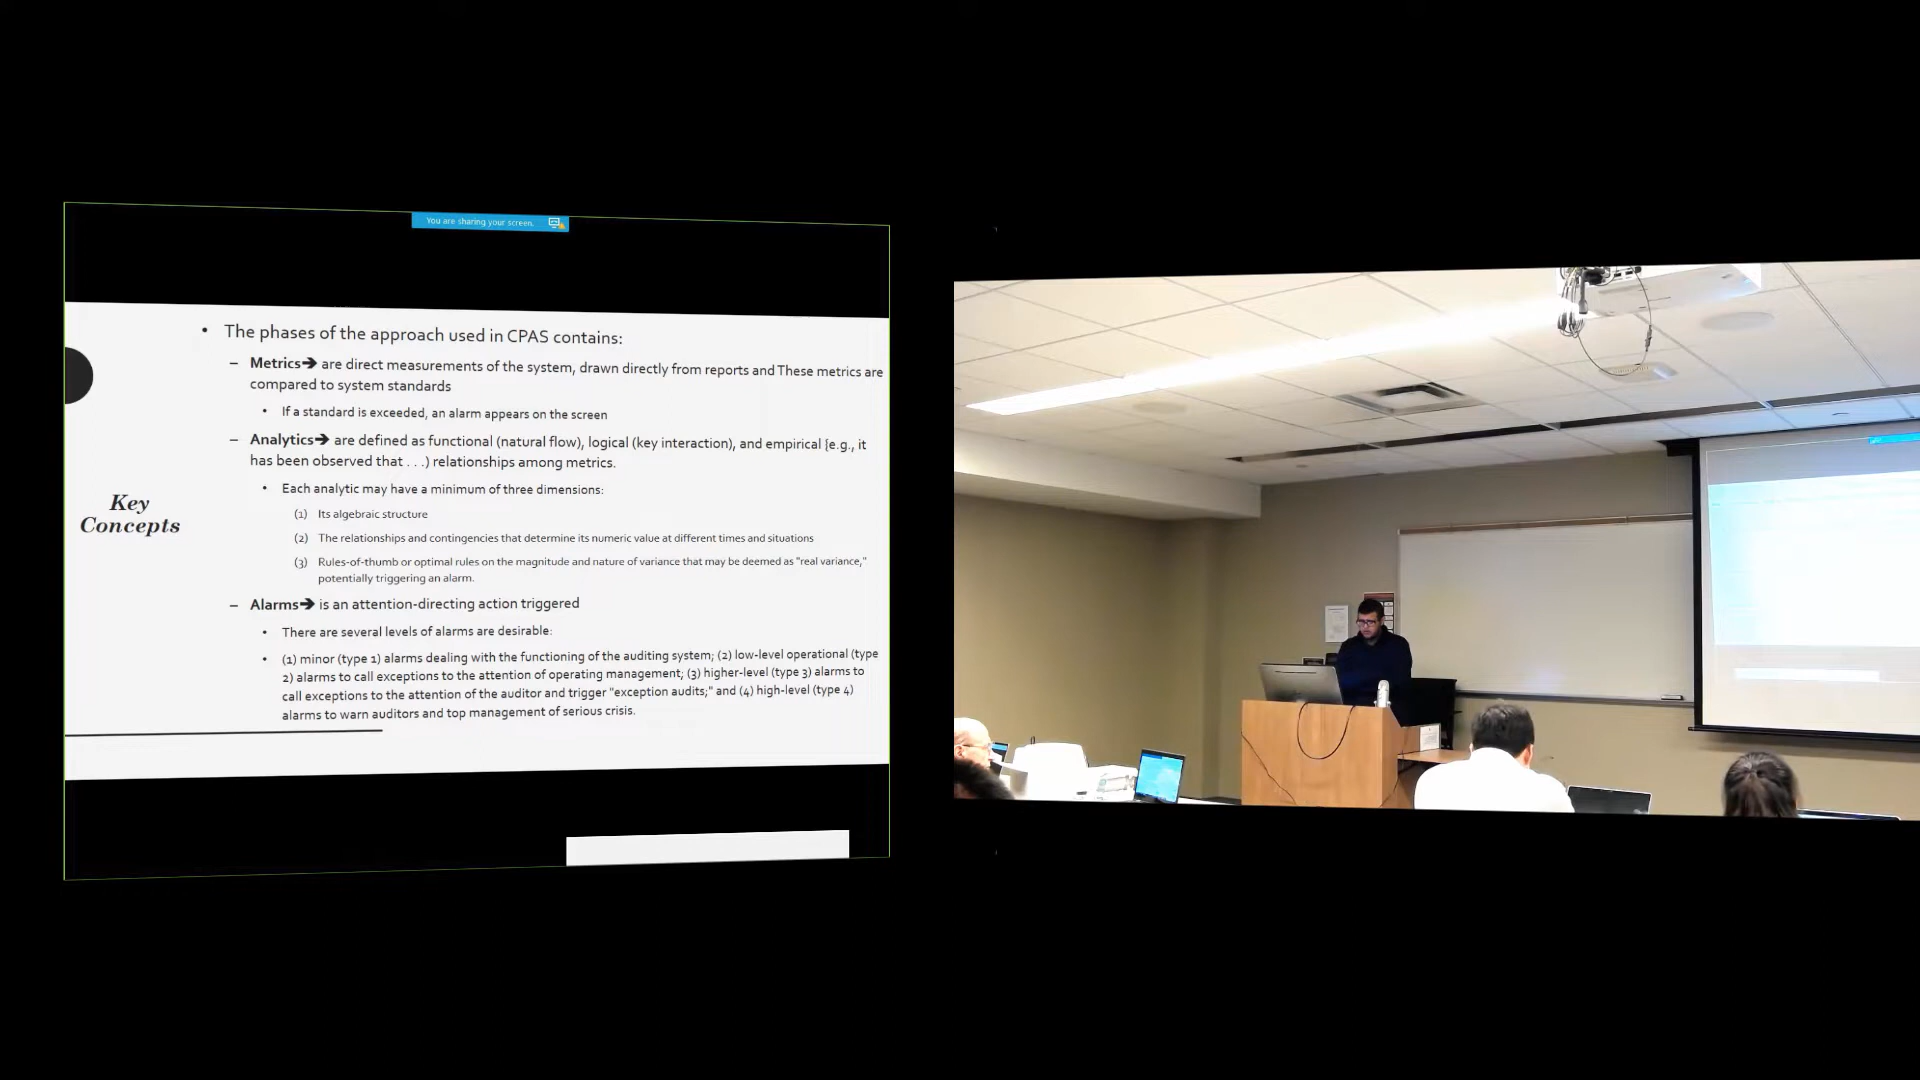 You are sharing your screen.
• The phases of the approach used in CPAS contains:
– Metrics➔ are direct measurements of the system, drawn directly from reports and These metrics are
compared to system standards
• If a standard is exceeded, an alarm appears on the screen
– Analytics➔ are defined as functional (natural flow), logical (key interaction), and empirical {e.g., it
has been observed that . . .) relationships among metrics.
• Each analytic may have a minimum of three dimensions:
(1) Its algebraic structure
Key
Concepts
(2) The relationships and contingencies that determine its numeric value at different times and situations
(3) Rules-of-thumb or optimal rules on the magnitude and nature of variance that may be deemed as "real variance,"
potentially triggering an alarm.
– Alarms➔ is an attention-directing action triggered
• There are several levels of alarms are desirable:
• (1) minor (type 1) alarms dealing with the functioning of the auditing system; (2) low-level operational (type
2) alarms to call exceptions to the attention of operating management; (3) higher-level (type 3) alarms to
call exceptions to the attention of the auditor and trigger "exception audits;" and (4) high-level (type 4)
alarms to warn auditors and top management of serious crisis.